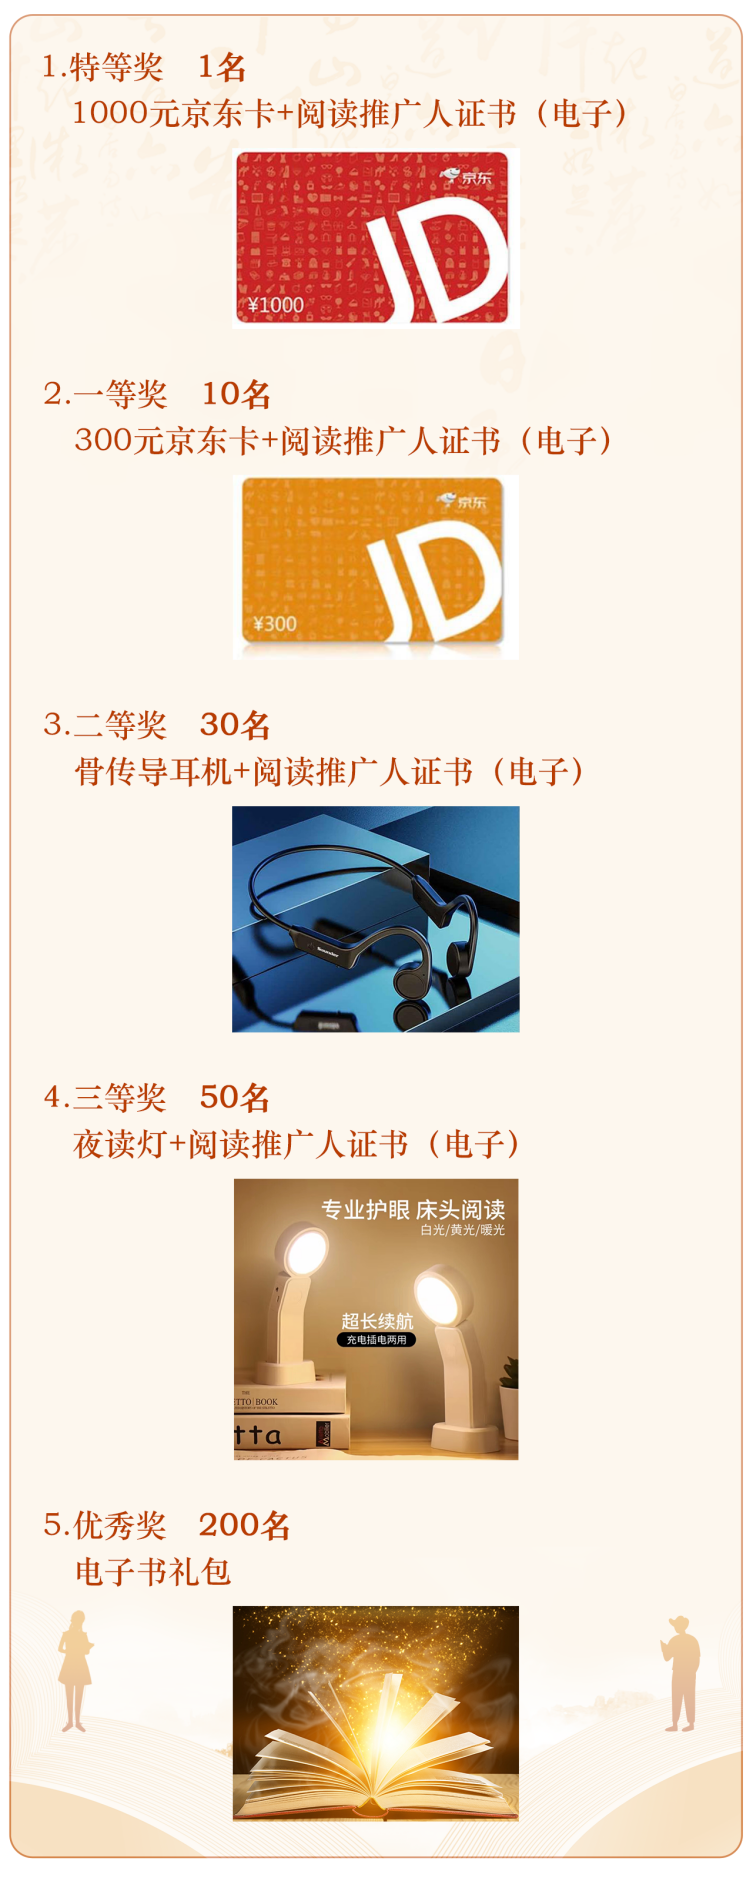 1.特等奖 1名
1000元京东卡+阅读推广人证书（电子）
京东
JD
¥1000
2.一等奖 10名
300元京东卡+阅读推广人证书（电子）
京东
JD
¥300
3.二等奖 30名
骨传导耳机+阅读推广人证书（电子）
4.三等奖 50名
夜读灯+阅读推广人证书（电子）
专业护眼 床头阅读
白光/黄光/暖光
超长续航
充电插电两用
THE
ETTO BOOK
tta
5.优秀奖 200名
电子书礼包